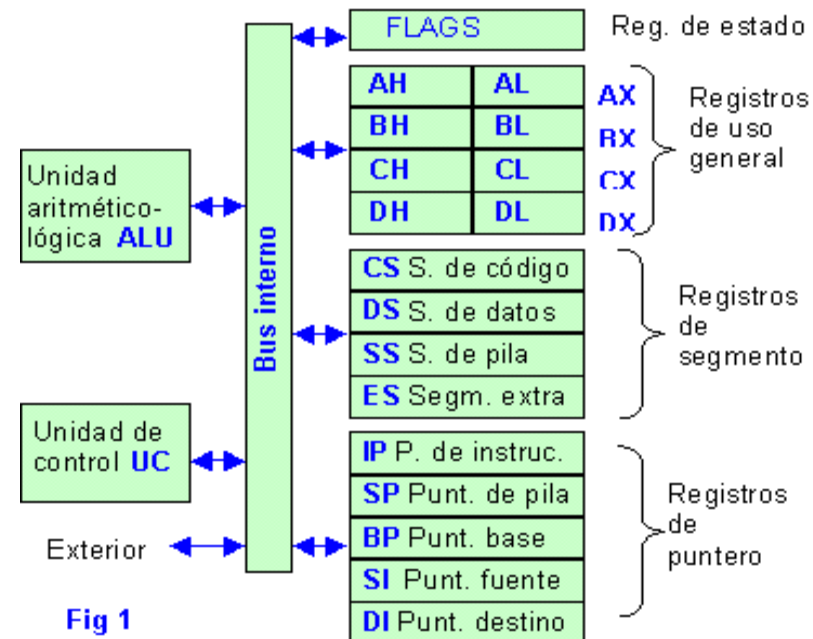 FLAGS
Reg. de estado
AH AL AX
BH BL BX
CH CL CX
DH DL DX
Registros
de uso
general
Unidad
aritmético-
lógica ALU
Bus interno
CS S. de código
DS S. de datos
SS S. de pila
ES Segm. extra
Registros
de
segmento
Unidad de
control UC
Exterior
IP P. de instruc.
SP Punt. de pila
BP Punt. base
SI Punt. fuente
DI Punt. destino
Registros
de
puntero
Fig 1